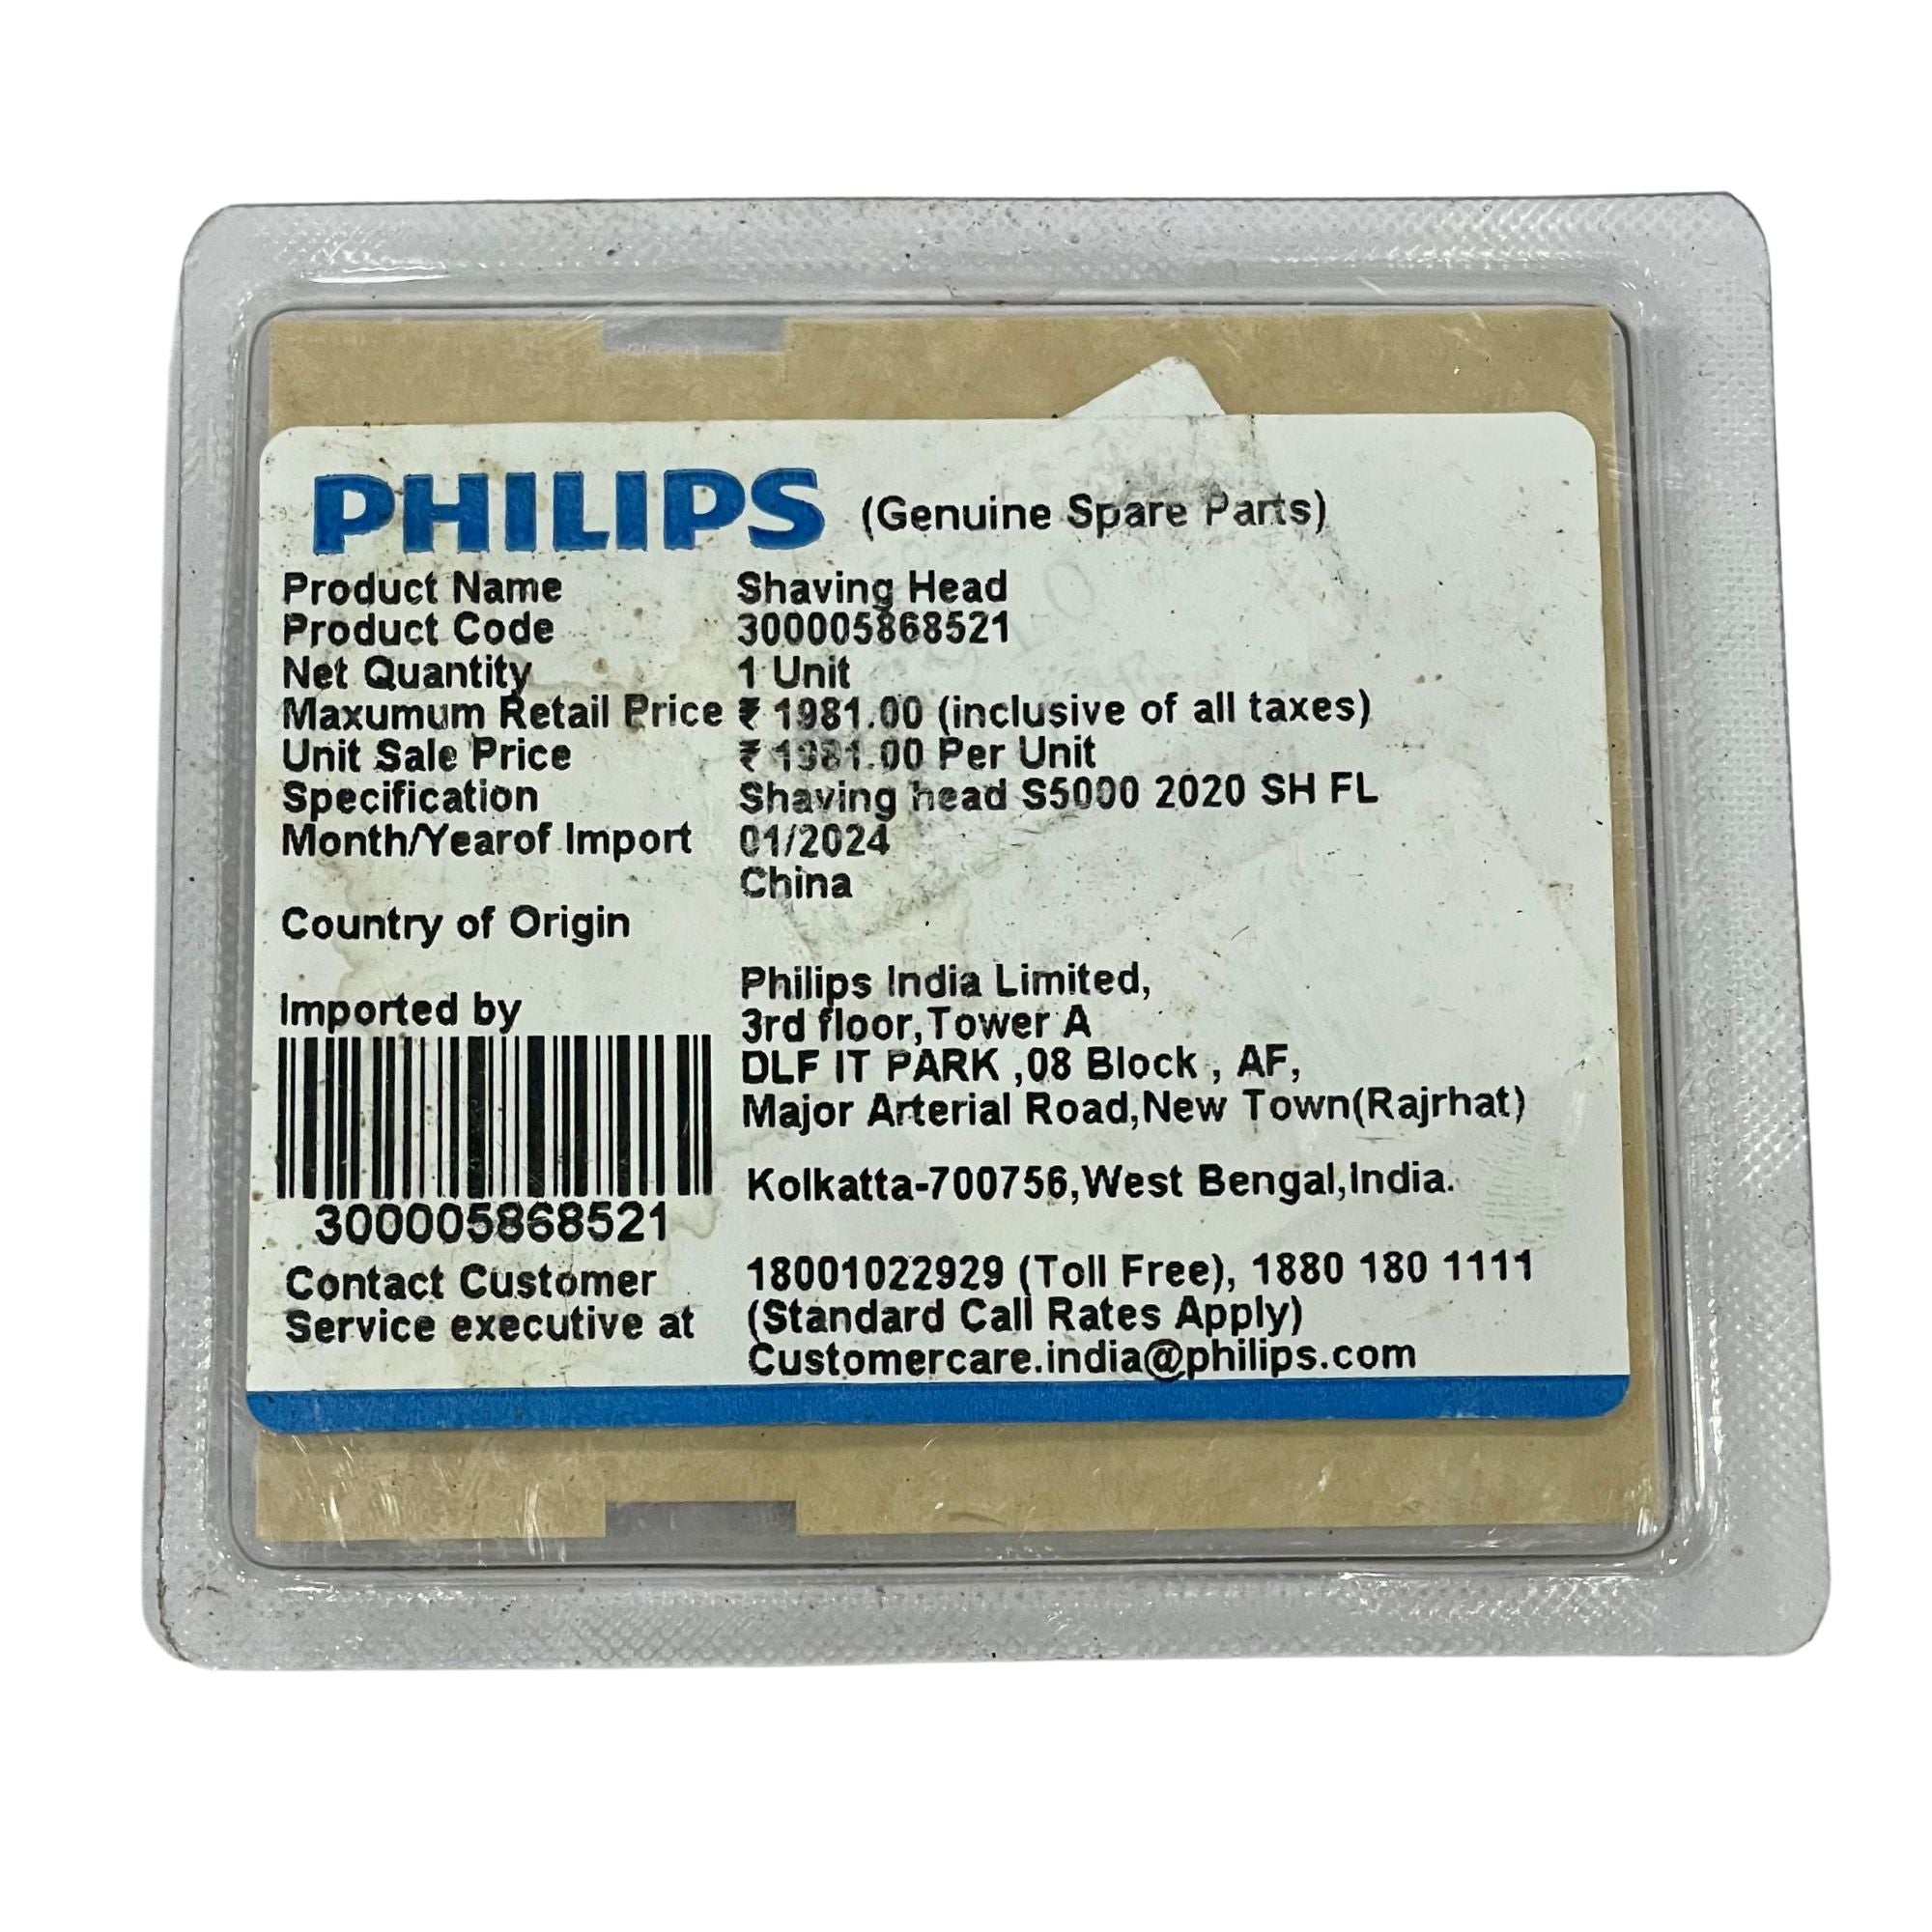 PHILIPS (Genuine Spare Parts)
Product Name Shaving Head
Product Code 300005868521
Net Quantity 1 Unit
Maxumum Retail Price ₹ 1981.00 (inclusive of all taxes)
Unit Sale Price ₹ 1981.00 Per Unit
Specification Shaving head S5000 2020 SH FL
Month/Yearof Import 01/2024
China
Country of Origin
Imported by
Philips India Limited,
3rd floor,Tower A
DLF IT PARK ,08 Block , AF,
Major Arterial Road,New Town(Rajrhat)
Kolkatta-700756,West Bengal,India.
300005868521
Contact Customer
Service executive at
18001022929 (Toll Free), 1880 180 1111
(Standard Call Rates Apply)
Customercare.india@philips.com